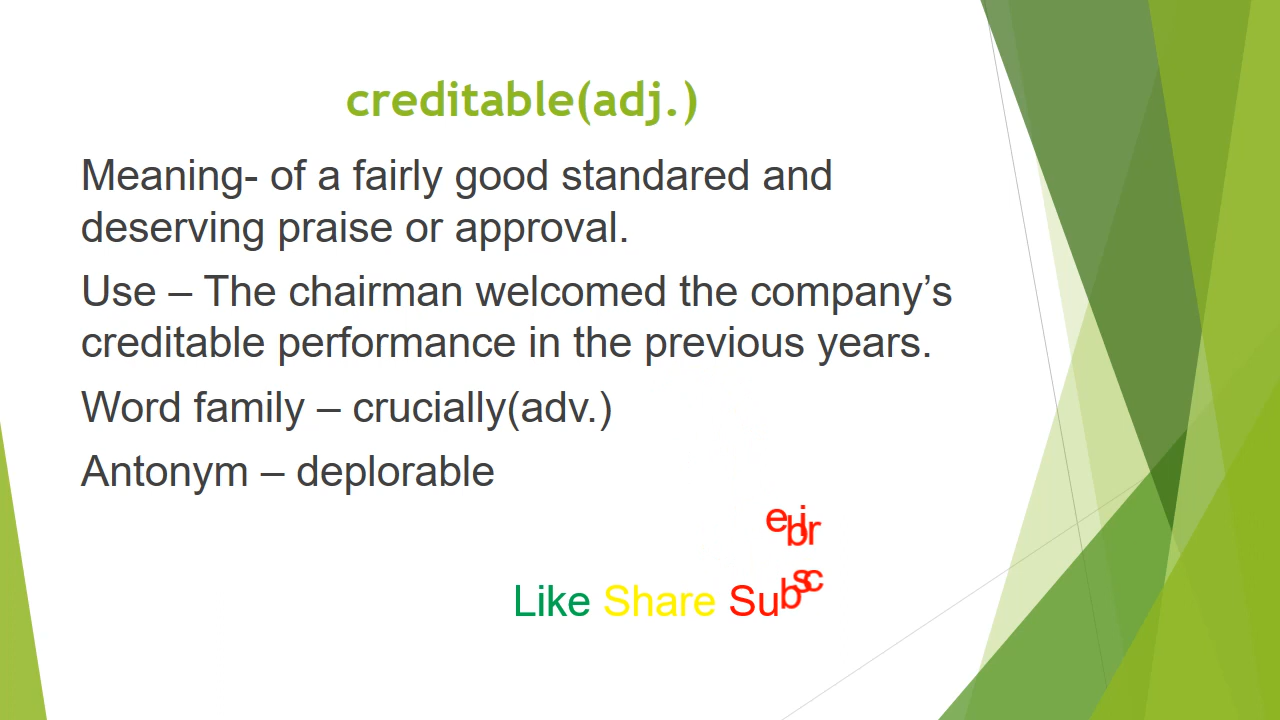 creditable(adj.)
Meaning- of a fairly good standared and
deserving praise or approval.
Use – The chairman welcomed the company’s
creditable performance in the previous years.
Word family – crucially(adv.)
Antonym – deplorable
Like Share Subscribe